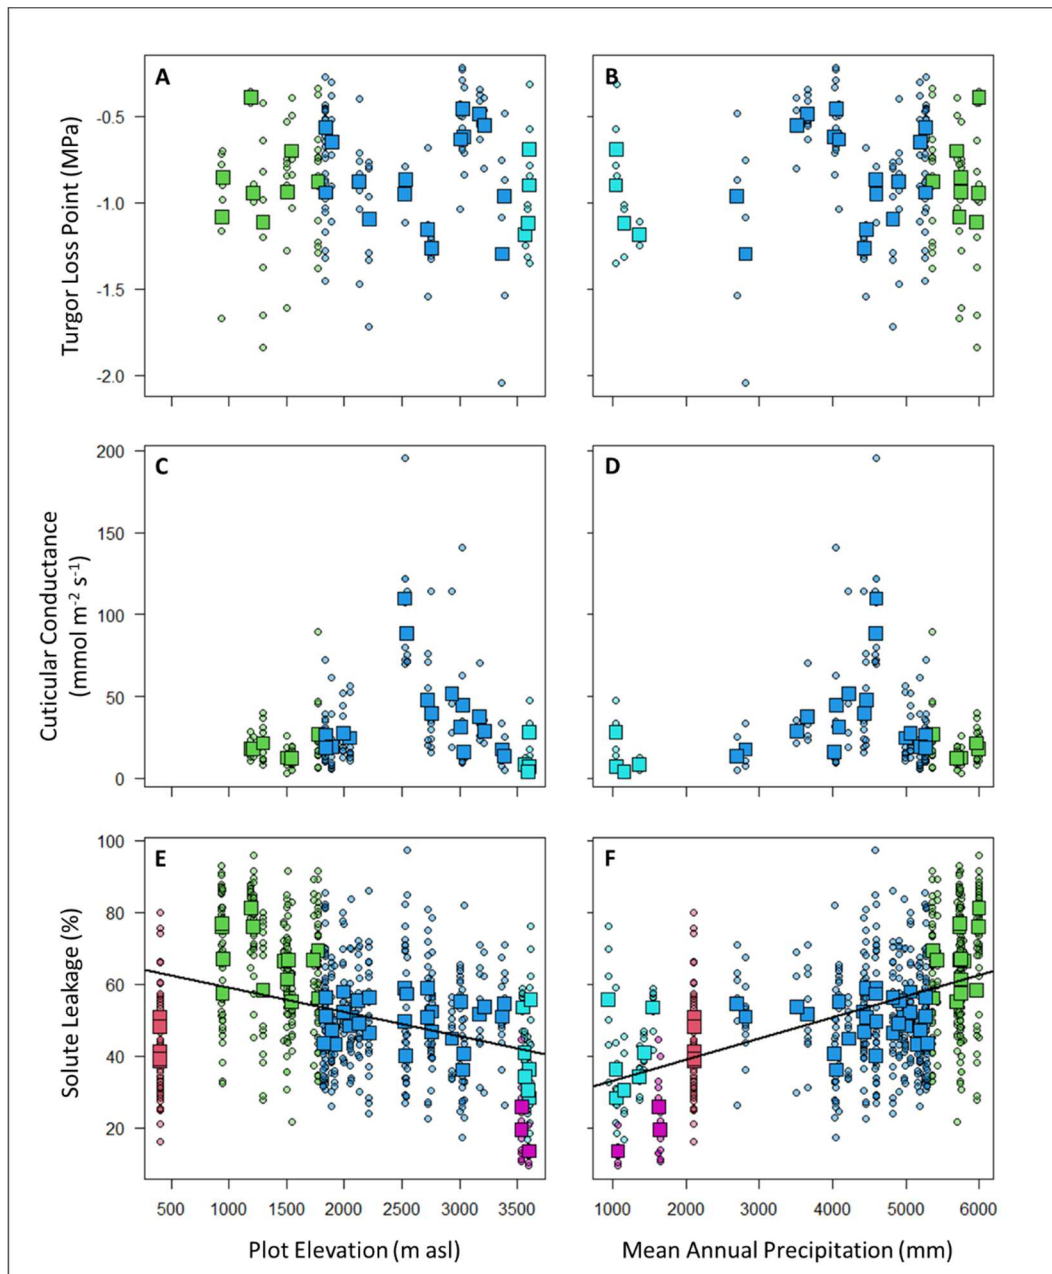 A
B
Turgor Loss Point (MPa)
-0.5
-1.0
-1.5
-2.0
C
D
Cuticular Conductance
(mmol m⁻² s⁻¹)
200
150
100
50
0
E
F
Solute Leakage (%)
100
80
60
40
20
500 1000 1500 2000 2500 3000 3500
1000 2000 3000 4000 5000 6000
Plot Elevation (m asl)
Mean Annual Precipitation (mm)